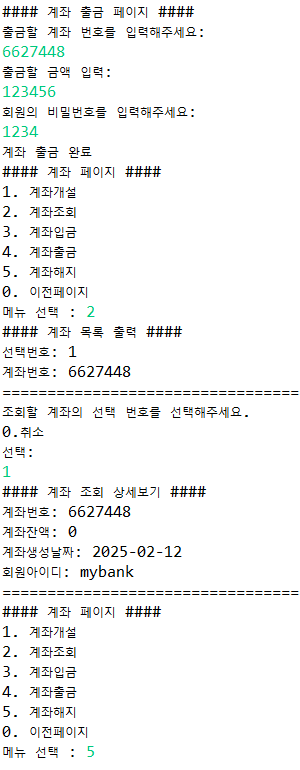 #### 계좌 출금 페이지 ####
출금할 계좌 번호를 입력해주세요:
6627448
출금할 금액 입력:
123456
회원의 비밀번호를 입력해주세요:
1234
계좌 출금 완료
#### 계좌 페이지 ####
1. 계좌개설
2. 계좌조회
3. 계좌입금
4. 계좌출금
5. 계좌해지
0. 이전페이지
메뉴 선택 : 2
#### 계좌 목록 출력 ####
선택번호: 1
계좌번호: 6627448
=================================
조회할 계좌의 선택 번호를 선택해주세요.
0.취소
선택:
1
#### 계좌 조회 상세보기 ####
계좌번호: 6627448
계좌잔액: 0
계좌생성날짜: 2025-02-12
회원아이디: mybank
=================================
#### 계좌 페이지 ####
1. 계좌개설
2. 계좌조회
3. 계좌입금
4. 계좌출금
5. 계좌해지
0. 이전페이지
메뉴 선택 : 5